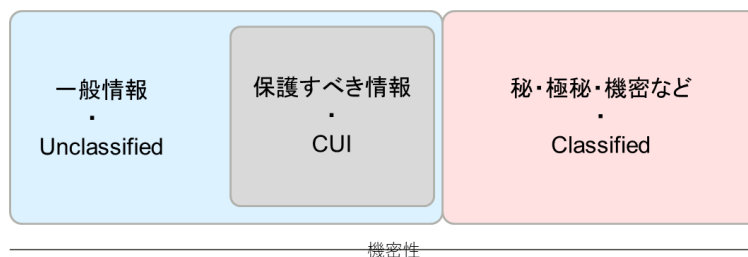 一般情報
・
Unclassified
保護すべき情報
・
CUI
秘・極秘・機密など
・
Classified
機密性